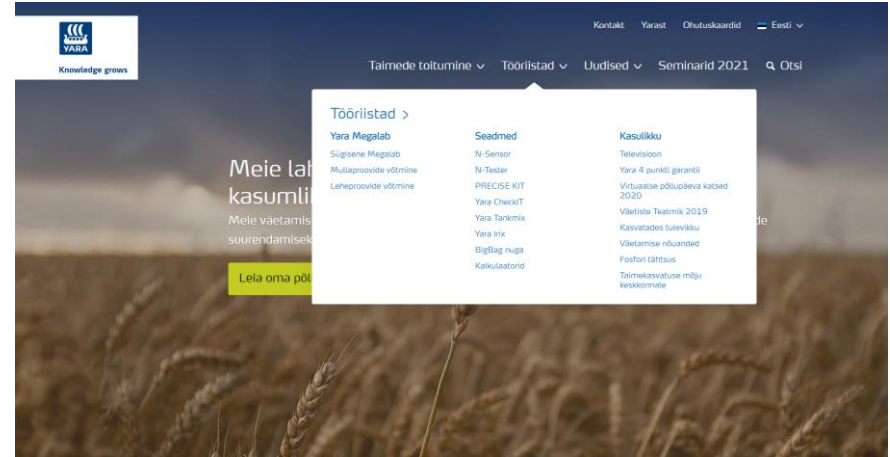 YARA
Knowledge grows
Kontakt Yarast Ohutuskaardid Eesti
Taimede toitumine Tööriistad Uudised Seminarid 2021 Otsi
Tööriistad >
Yara Megalab
Sügisene Megalab
Mullaproovide võtmine
Leheproovide võtmine
Seadmed
N-Sensor
N-Tester
PRECISE KIT
Yara CheckIT
Yara Tankmix
Yara Irix
BigBag nuga
Kalkulaatorid
Kasulikku
Televisioon
Yara 4 punkti garantii
Virtuaalse põllupäeva katsed
2020
Väetiste Teatmik 2019
Kasvatades tulevikku
Väetamise nõuanded
Fosfori tähtsus
Taimekasvatuse mõju
keskkonnale
Meie lah
kasumlik
Meie väetamis de
suurendamisek
Leia oma põl